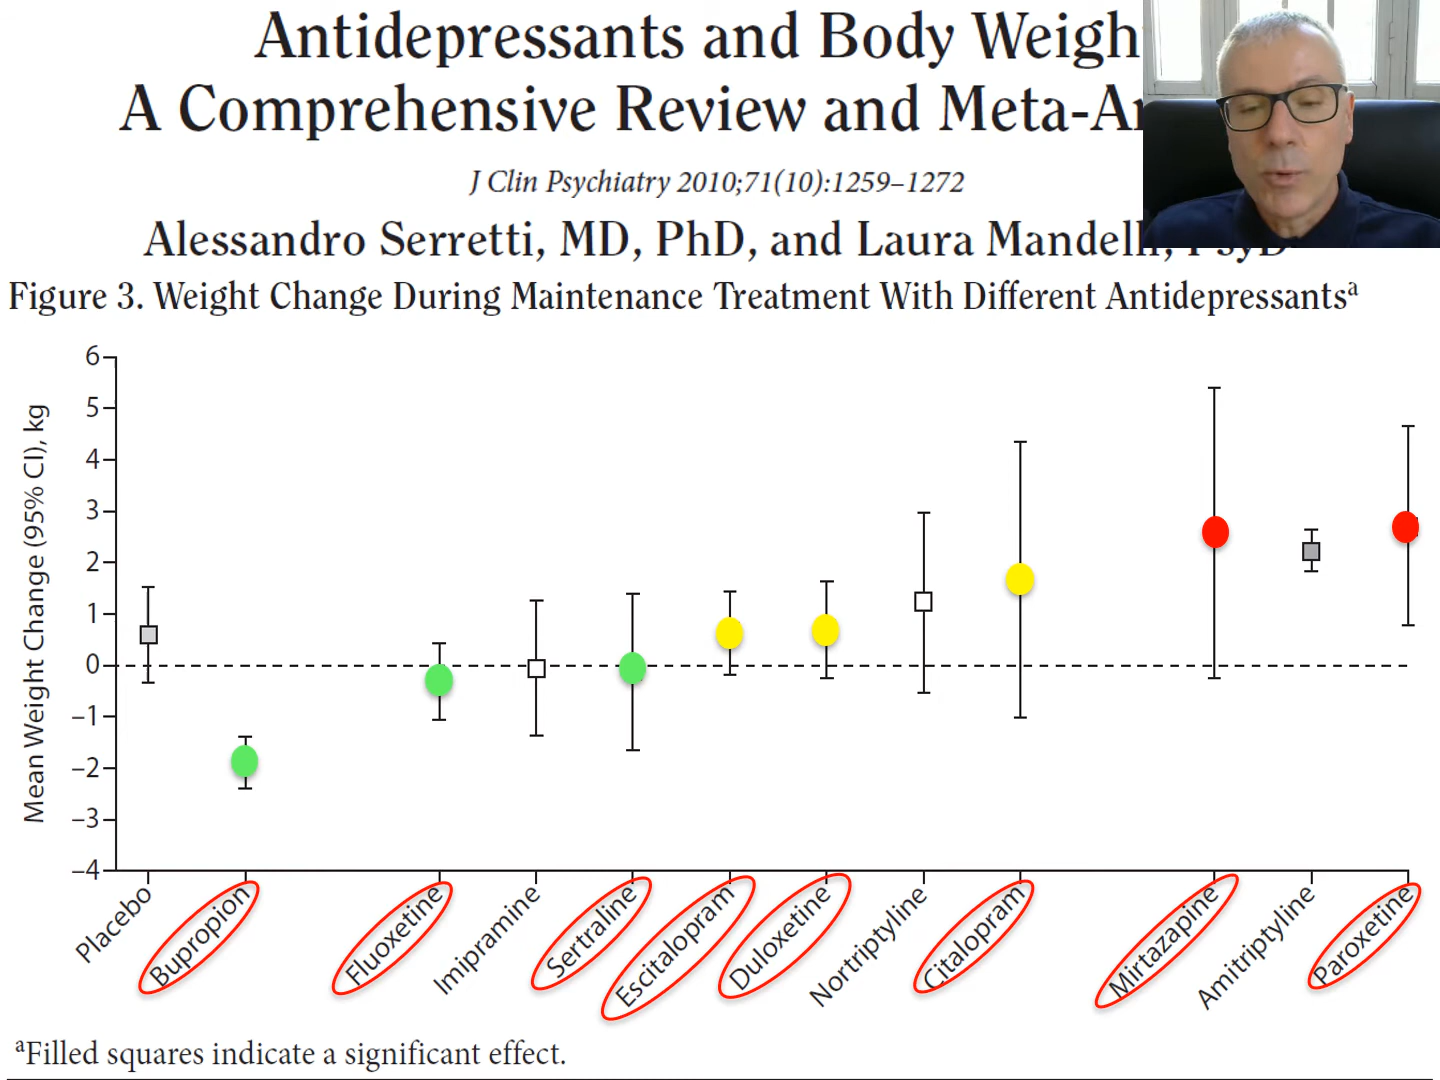 Antidepressants and Body Weigh
A Comprehensive Review and Meta-A
J Clin Psychiatry 2010;71(10):1259–1272
Alessandro Serretti, MD, PhD, and Laura Mandelli, PsyD
Figure 3. Weight Change During Maintenance Treatment With Different Antidepressantsª
Mean Weight Change (95% CI), kg
6
5
4
3
2
1
0
–1
–2
–3
–4
Placebo
Bupropion
Fluoxetine
Imipramine
Sertraline
Escitalopram
Duloxetine
Nortriptyline
Citalopram
Mirtazapine
Amitriptyline
Paroxetine
ªFilled squares indicate a significant effect.